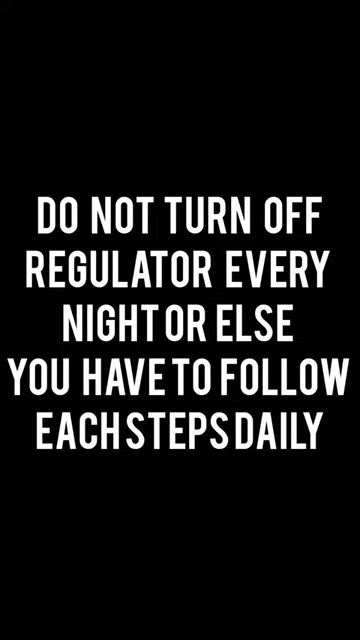 DO NOT TURN OFF
REGULATOR EVERY
NIGHT OR ELSE
YOU HAVE TO FOLLOW
EACH STEPS DAILY